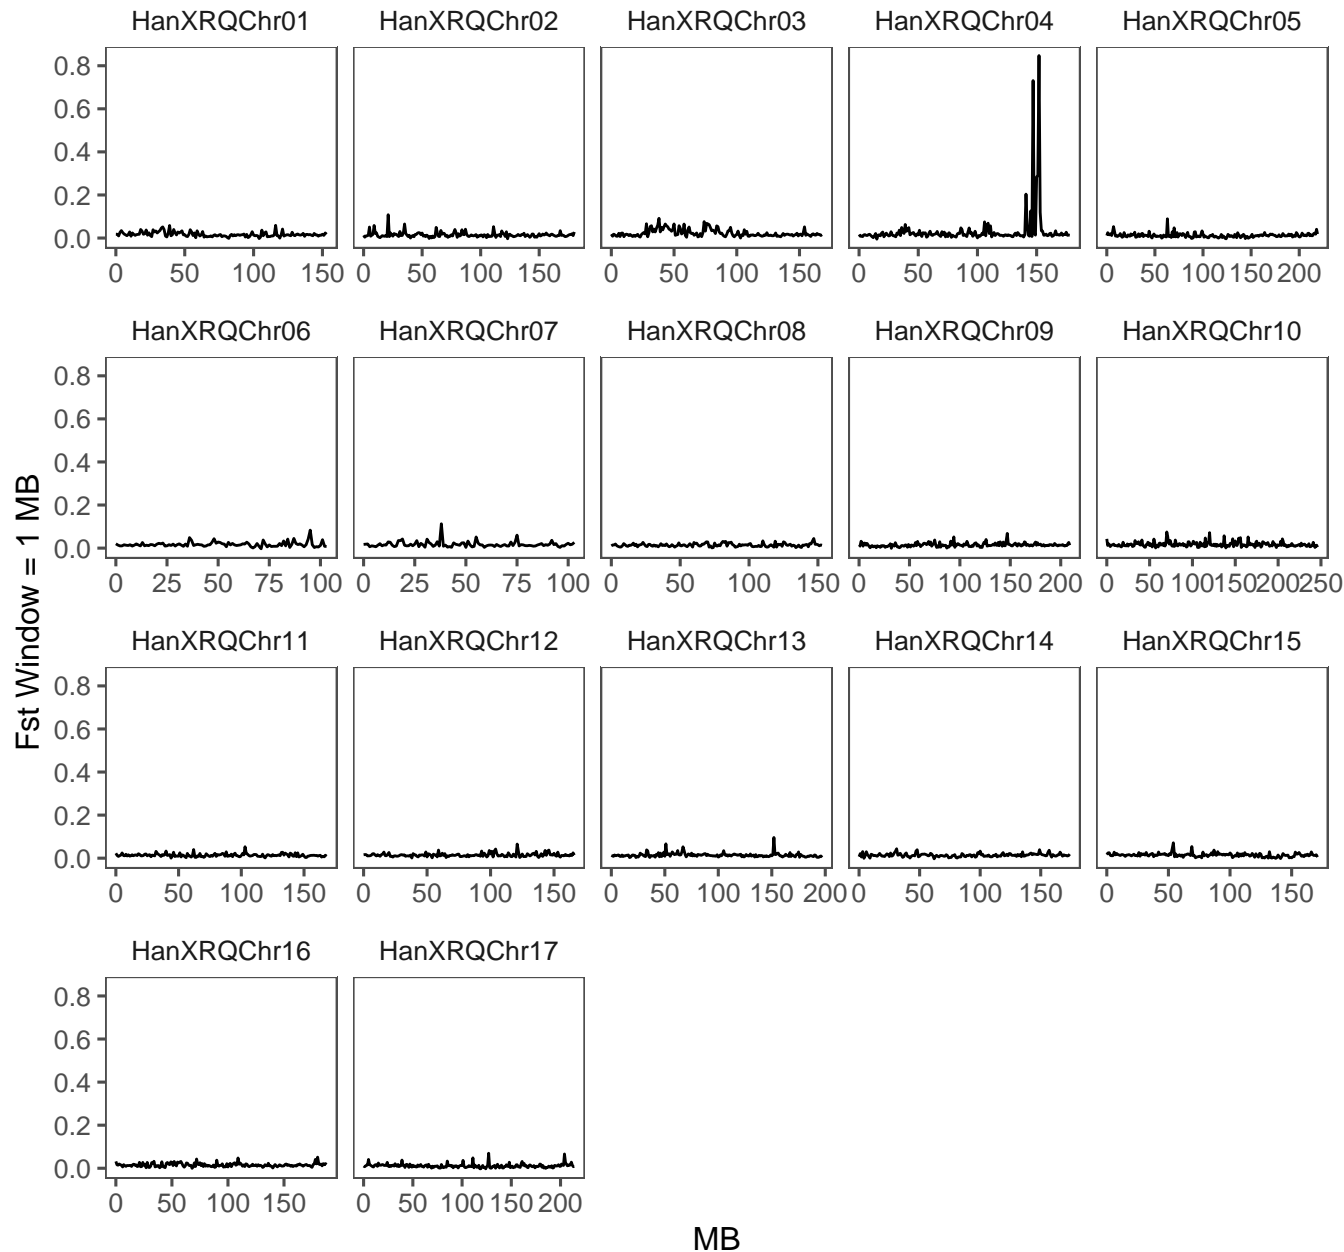 HanXRQChr01 HanXRQChr02 HanXRQChr03 HanXRQChr04 HanXRQChr05
0.8
0.6
0.4
0.2
0.0
0 50 100 150 0 50 100 150 0 50 100 150 0 50 100 150 0 50 100 150 200
HanXRQChr06 HanXRQChr07 HanXRQChr08 HanXRQChr09 HanXRQChr10
0.8
0.6
0.4
0.2
0.0
0 25 50 75 100 0 25 50 75 100 0 50 100 150 0 50 100 150 200 0 50 100 150 200 250
Fst Window = 1 MB
HanXRQChr11 HanXRQChr12 HanXRQChr13 HanXRQChr14 HanXRQChr15
0.8
0.6
0.4
0.2
0.0
0 50 100 150 0 50 100 150 0 50 100 150 200 0 50 100 150 0 50 100 150
HanXRQChr16 HanXRQChr17
0.8
0.6
0.4
0.2
0.0
0 50 100 150 0 50 100 150 200
MB